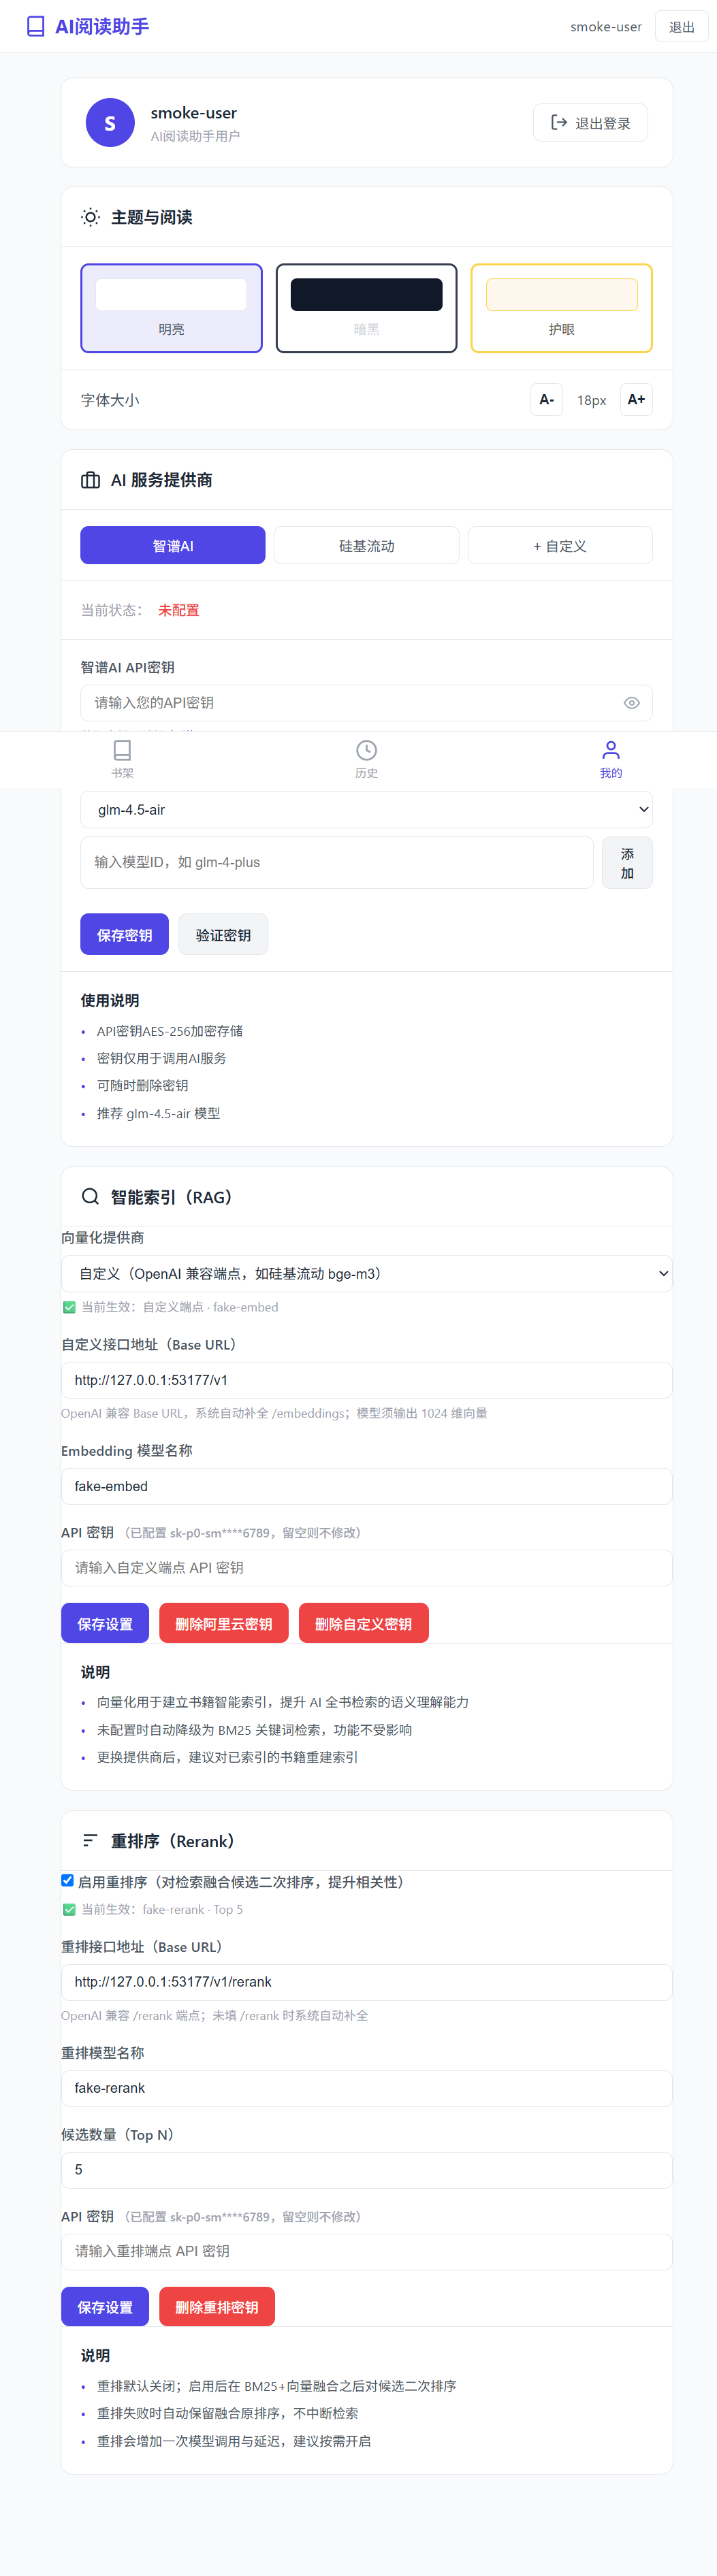 AI阅读助手
smoke-user
退出
S
smoke-user
AI阅读助手用户
退出登录
主题与阅读
明亮
暗黑
护眼
字体大小
A-
18px
A+
AI 服务提供商
智谱AI
硅基流动
+ 自定义
当前状态：
未配置
智谱AI API密钥
请输入您的API密钥
书架
历史
我的
glm-4.5-air
输入模型ID，如 glm-4-plus
添
加
保存密钥
验证密钥
使用说明
• API密钥AES-256加密存储
• 密钥仅用于调用AI服务
• 可随时删除密钥
• 推荐 glm-4.5-air 模型
智能索引（RAG）
向量化提供商
自定义（OpenAI 兼容端点，如硅基流动 bge-m3）
✅ 当前生效：自定义端点 · fake-embed
自定义接口地址（Base URL）
http://127.0.0.1:53177/v1
OpenAI 兼容 Base URL，系统自动补全 /embeddings；模型须输出 1024 维向量
Embedding 模型名称
fake-embed
API 密钥 （已配置 sk-p0-sm****6789，留空则不修改）
请输入自定义端点 API 密钥
保存设置
删除阿里云密钥
删除自定义密钥
说明
• 向量化用于建立书籍智能索引，提升 AI 全书检索的语义理解能力
• 未配置时自动降级为 BM25 关键词检索，功能不受影响
• 更换提供商后，建议对已索引的书籍重建索引
重排序（Rerank）
启用重排序（对检索融合候选二次排序，提升相关性）
✅ 当前生效：fake-rerank · Top 5
重排接口地址（Base URL）
http://127.0.0.1:53177/v1/rerank
OpenAI 兼容 /rerank 端点；未填 /rerank 时系统自动补全
重排模型名称
fake-rerank
候选数量（Top N）
5
API 密钥 （已配置 sk-p0-sm****6789，留空则不修改）
请输入重排端点 API 密钥
保存设置
删除重排密钥
说明
• 重排默认关闭；启用后在 BM25+向量融合之后对候选二次排序
• 重排失败时自动保留融合原排序，不中断检索
• 重排会增加一次模型调用与延迟，建议按需开启